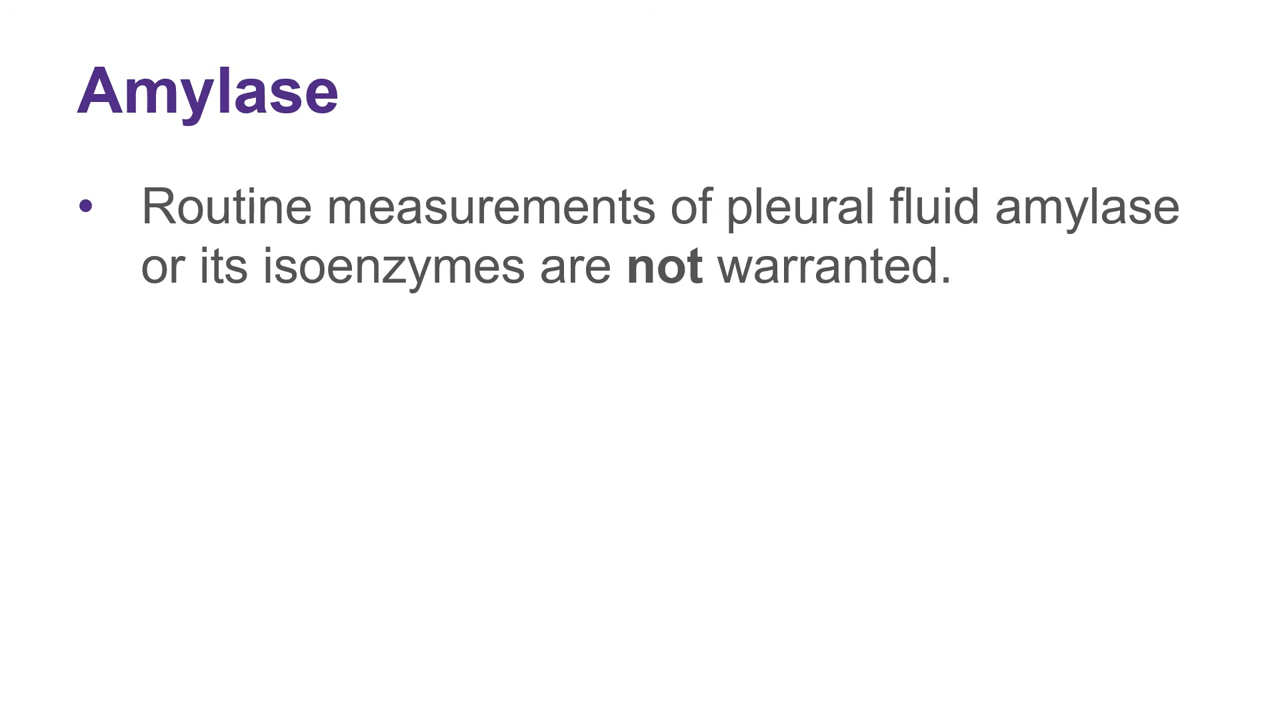 Amylase
• Routine measurements of pleural fluid amylase
or its isoenzymes are not warranted.